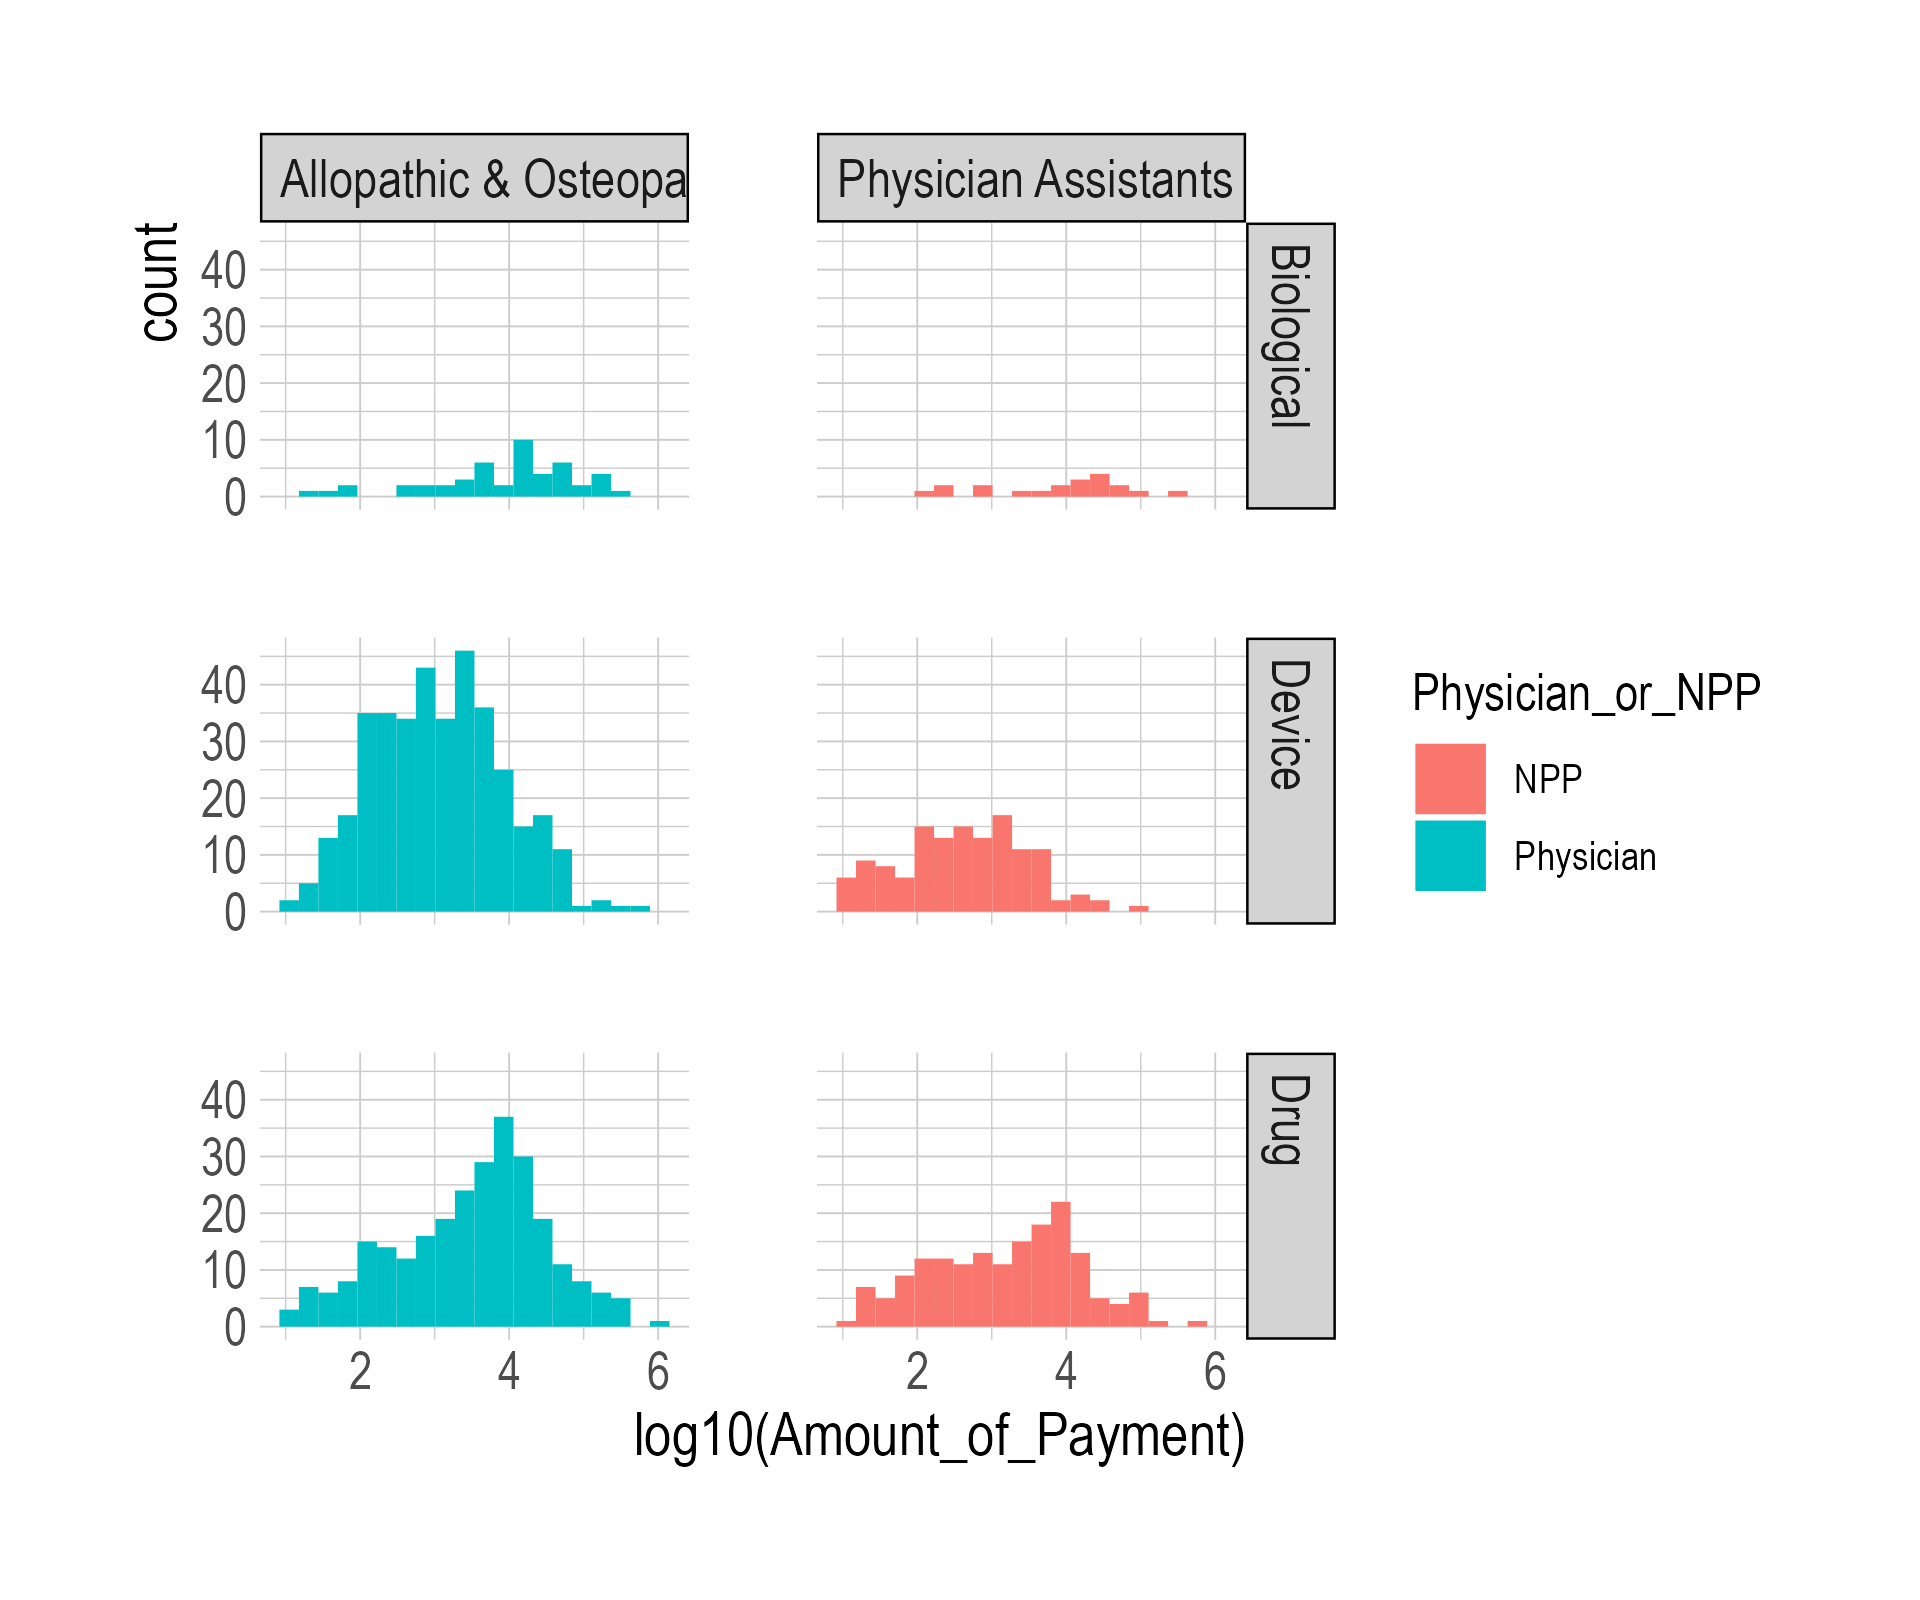 Allopathic & Osteopa
Physician Assistants
count
40
30
20
10
0
Biological
40
30
20
10
0
Device
Physician_or_NPP
NPP
Physician
40
30
20
10
0
Drug
2 4 6
2 4 6
log10(Amount_of_Payment)